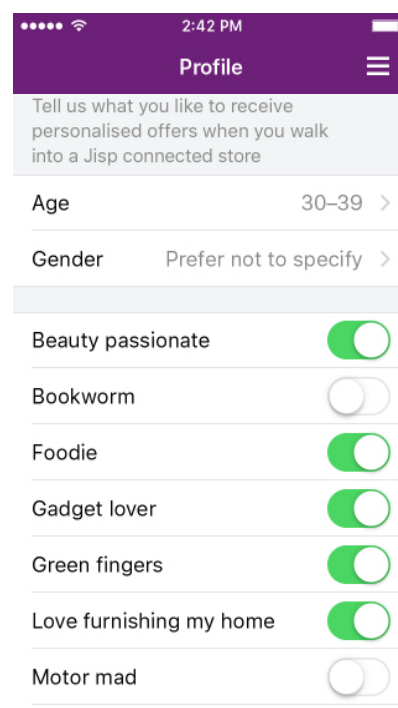 2:42 PM
Profile
Tell us what you like to receive
personalised offers when you walk
into a Jisp connected store
Age 30–39
Gender Prefer not to specify
Beauty passionate
Bookworm
Foodie
Gadget lover
Green fingers
Love furnishing my home
Motor mad